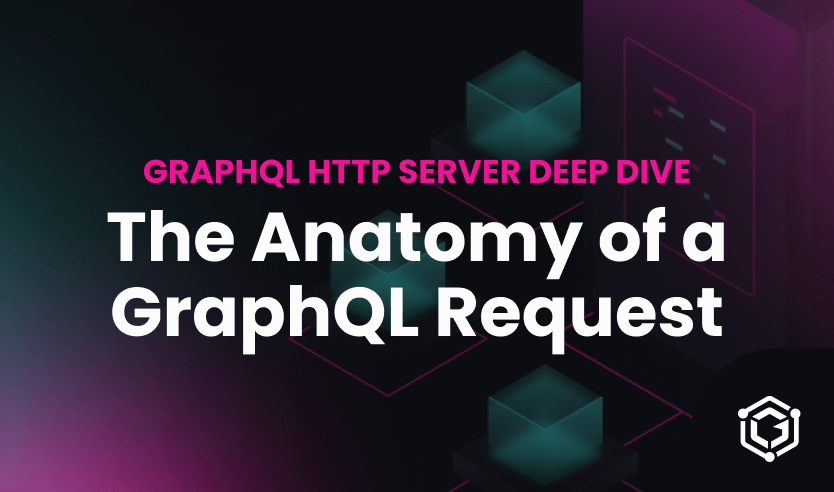 GRAPHQL HTTP SERVER DEEP DIVE
The Anatomy of a
GraphQL Request